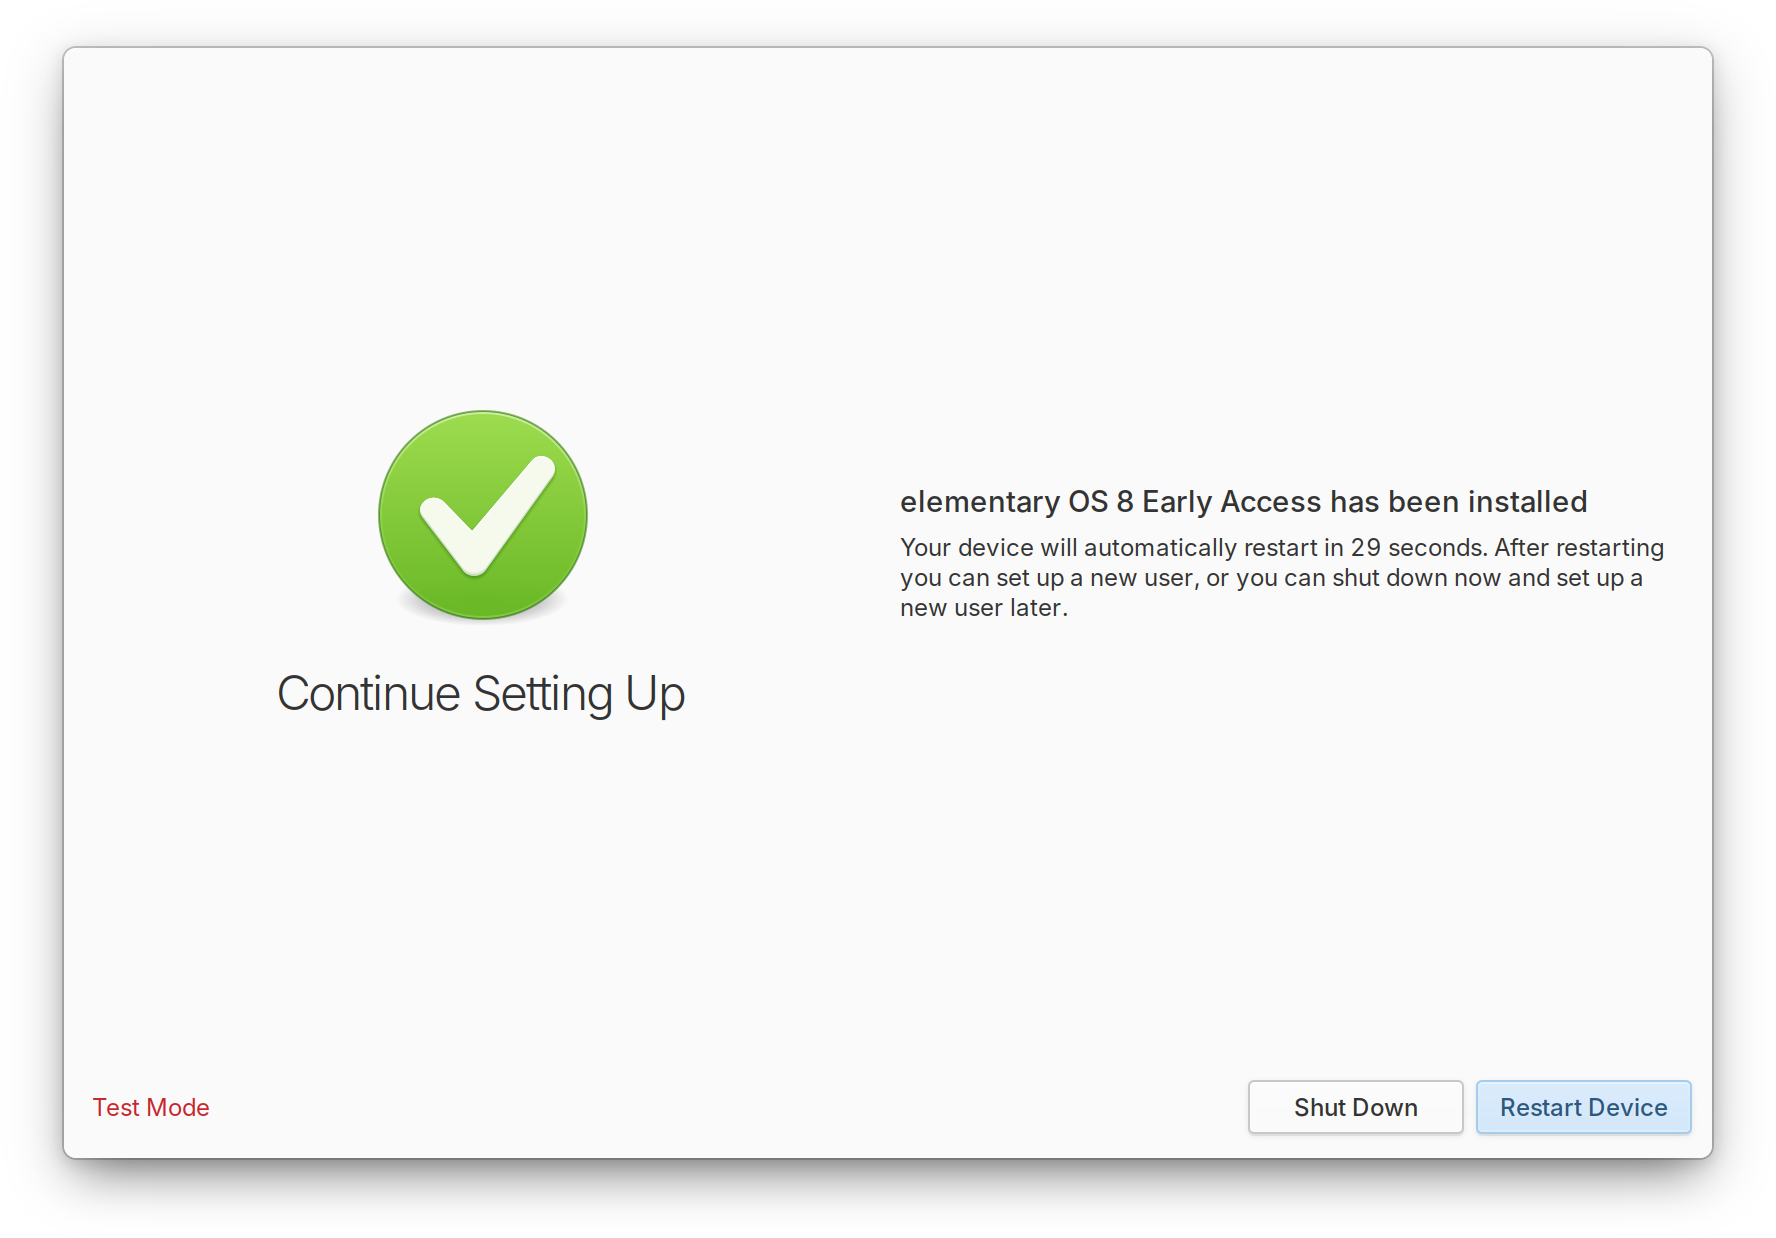 Continue Setting Up
elementary OS 8 Early Access has been installed
Your device will automatically restart in 29 seconds. After restarting
you can set up a new user, or you can shut down now and set up a
new user later.
Test Mode
Shut Down
Restart Device